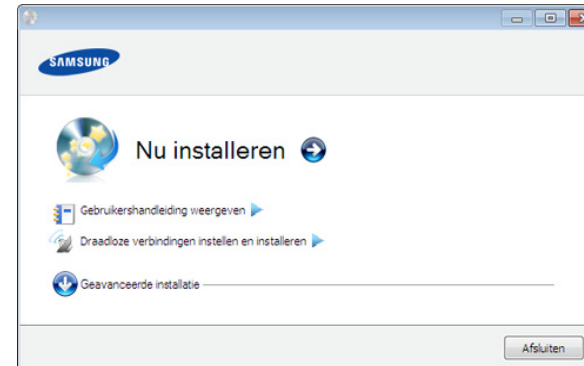 SAMSUNG
Nu installeren
Gebruikershandleiding weergeven
Draadloze verbindingen instellen en installeren
Geavanceerde installatie
Afsluiten